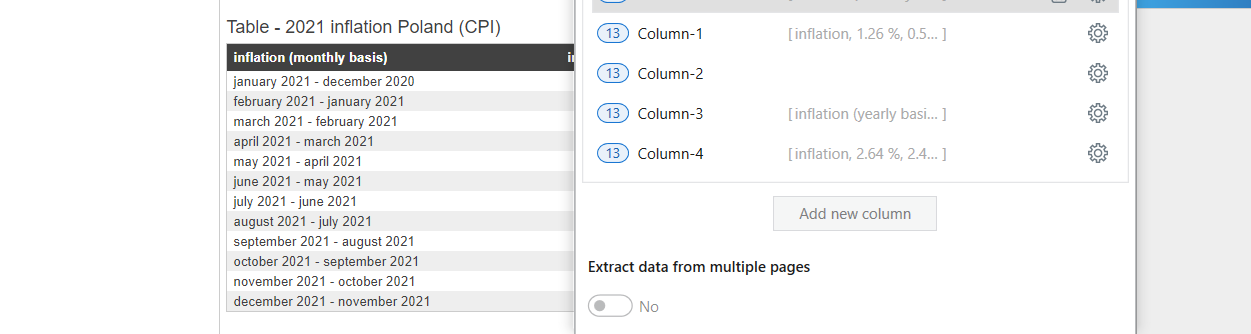 Table - 2021 inflation Poland (CPI)
inflation (monthly basis)
january 2021 - december 2020
february 2021 - january 2021
march 2021 - february 2021
april 2021 - march 2021
may 2021 - april 2021
june 2021 - may 2021
july 2021 - june 2021
august 2021 - july 2021
september 2021 - august 2021
october 2021 - september 2021
november 2021 - october 2021
december 2021 - november 2021
13 Column-1 [ inflation, 1.26 %, 0.5... ]
13 Column-2
13 Column-3 [ inflation (yearly basi... ]
13 Column-4 [ inflation, 2.64 %, 2.4... ]
Add new column
Extract data from multiple pages
No